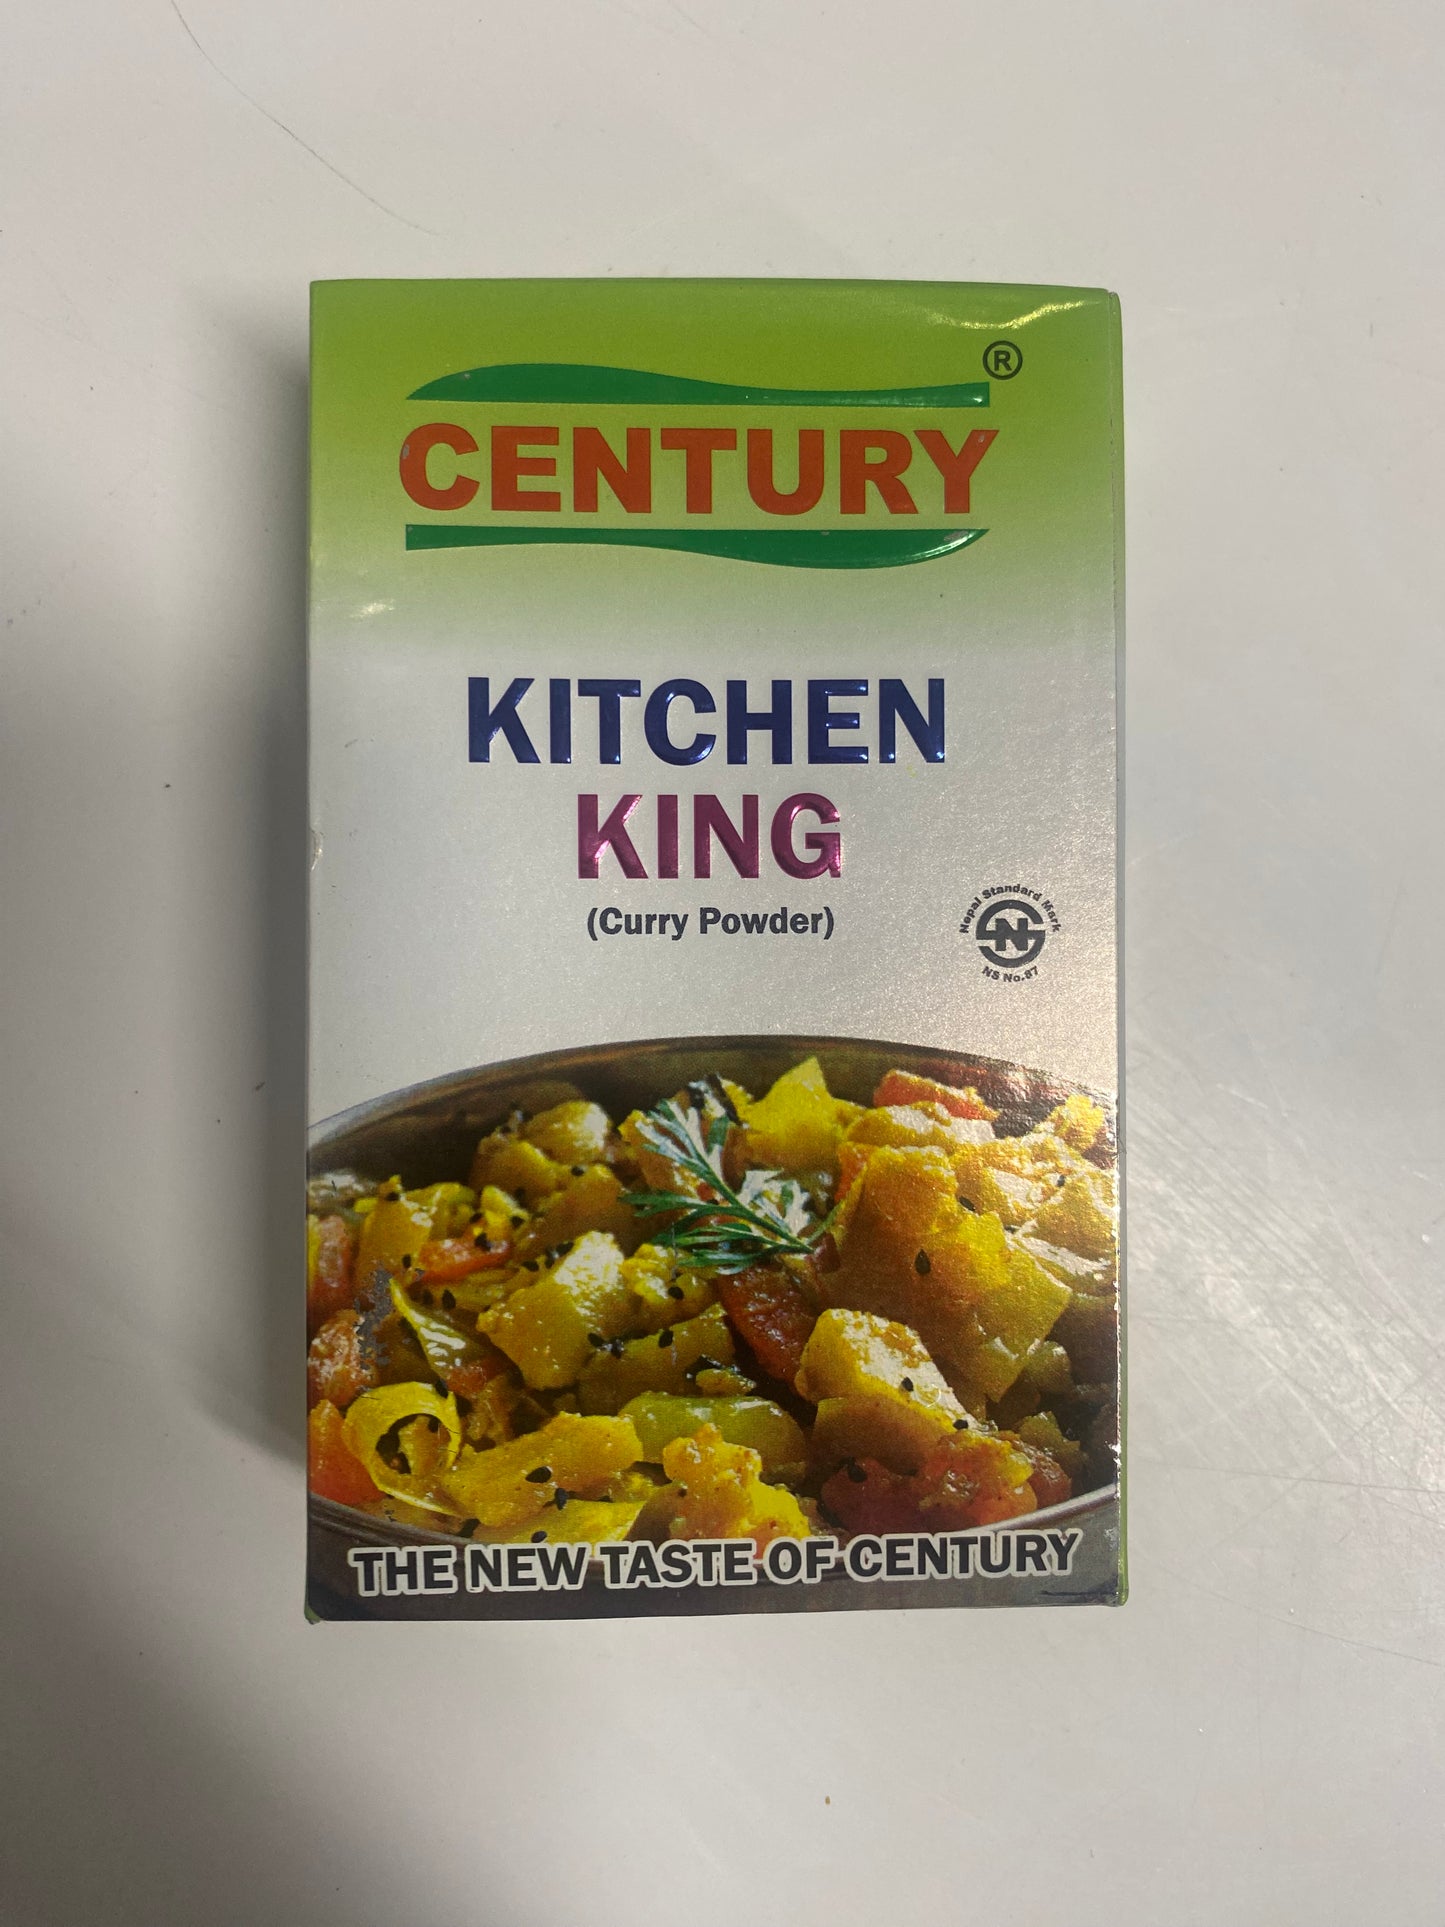 ®
CENTURY
KITCHEN
KING
(Curry Powder)
Nepal Standard Mark
N
NS No.87
THE NEW TASTE OF CENTURY